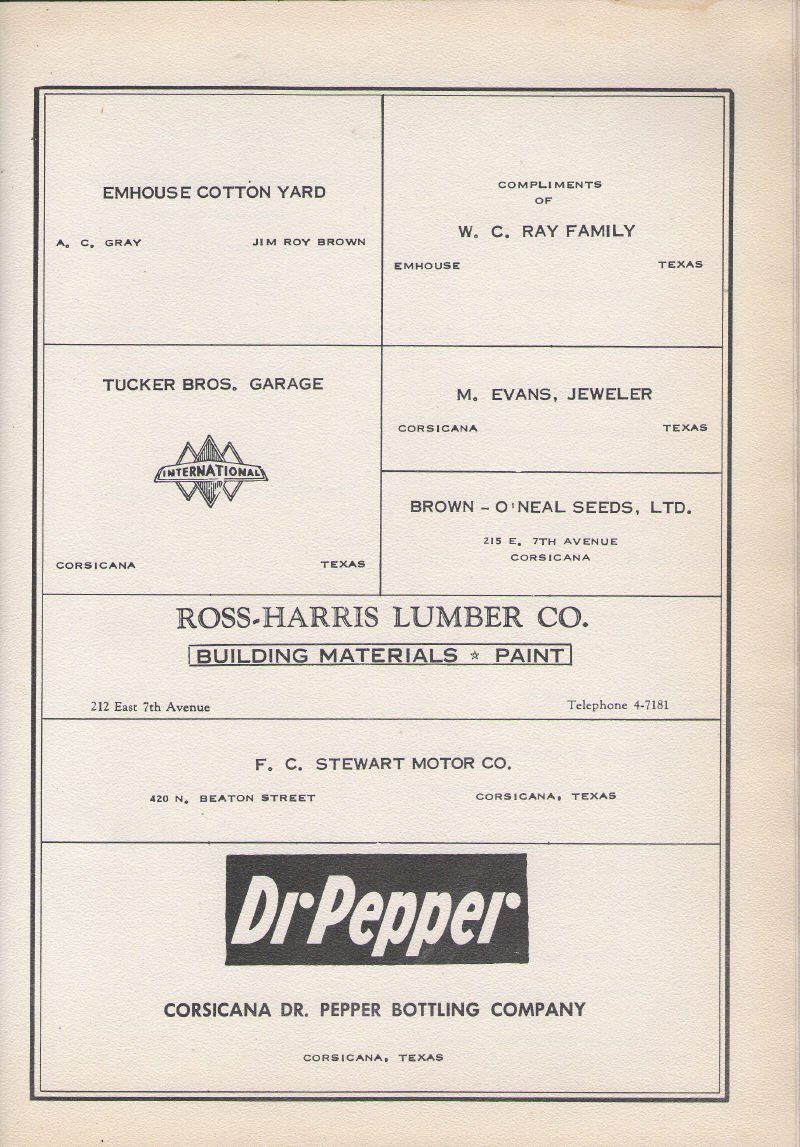 EMHOUSE COTTON YARD
A. C. GRAY JIM ROY BROWN
COMPLIMENTS
OF
W. C. RAY FAMILY
EMHOUSE TEXAS
TUCKER BROS. GARAGE
INTERNATIONAL
CORSICANA TEXAS
M. EVANS, JEWELER
CORSICANA TEXAS
BROWN - O'NEAL SEEDS, LTD.
215 E. 7TH AVENUE
CORSICANA
ROSS-HARRIS LUMBER CO.
BUILDING MATERIALS ☆ PAINT
212 East 7th Avenue Telephone 4-7181
F. C. STEWART MOTOR CO.
420 N. BEATON STREET CORSICANA, TEXAS
Dr Pepper
CORSICANA DR. PEPPER BOTTLING COMPANY
CORSICANA, TEXAS